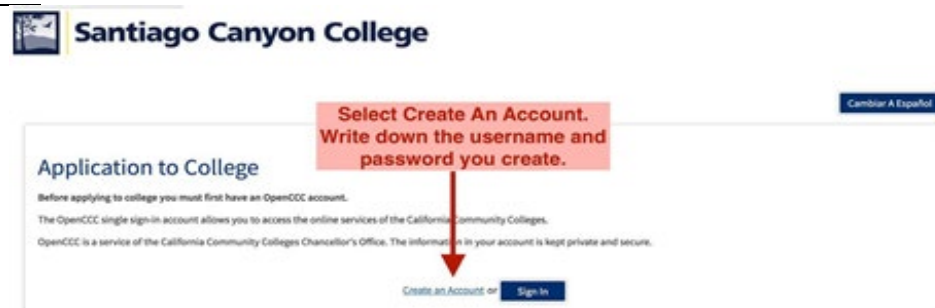 Santiago Canyon College
Cambiar A Español
Select Create An Account.
Write down the username and
password you create.
Application to College
Before applying to college you must first have an OpenCCC account.
The OpenCCC single sign-in account allows you to access the online services of the California Community Colleges.
OpenCCC is a service of the California Community Colleges Chancellor's Office. The information in your account is kept private and secure.
Create an Account or Sign In